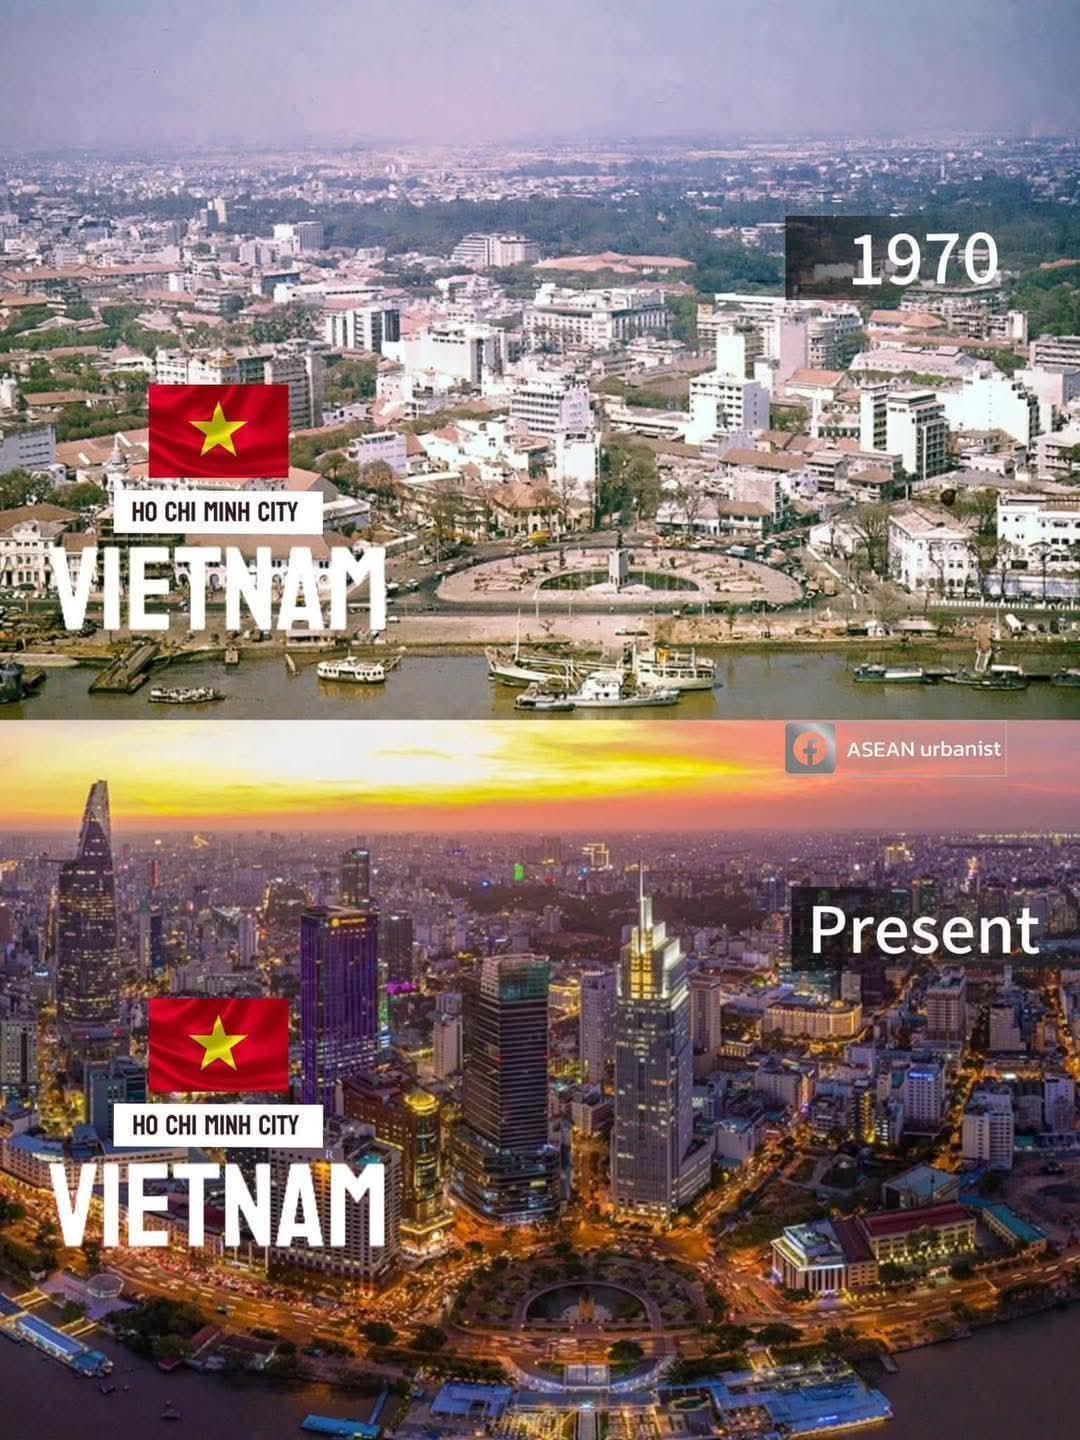 1970
HO CHI MINH CITY
VIETNAM
ASEAN urbanist
Present
HO CHI MINH CITY
VIETNAM